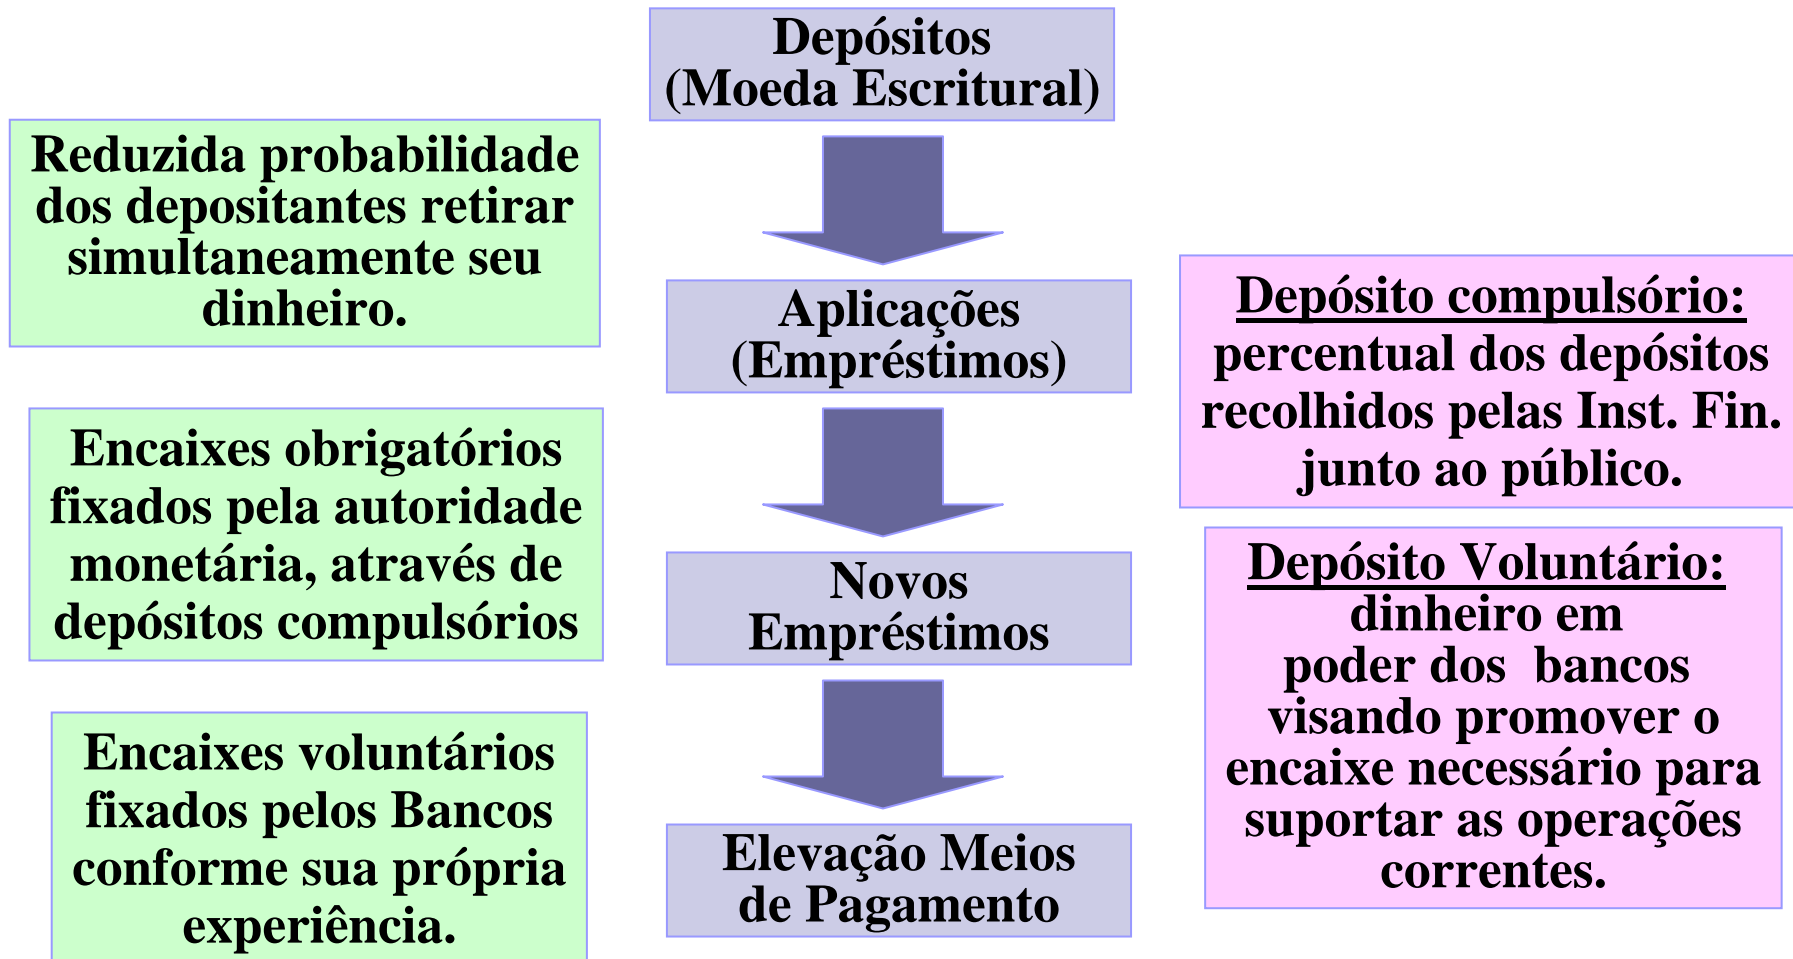 Depósitos
(Moeda Escritural)
Reduzida probabilidade
dos depositantes retirar
simultaneamente seu
dinheiro.
Aplicações
(Empréstimos)
Depósito compulsório:
percentual dos depósitos
recolhidos pelas Inst. Fin.
junto ao público.
Encaixes obrigatórios
fixados pela autoridade
monetária, através de
depósitos compulsórios
Novos
Empréstimos
Depósito Voluntário:
dinheiro em
poder dos bancos
visando promover o
encaixe necessário para
suportar as operações
correntes.
Encaixes voluntários
fixados pelos Bancos
conforme sua própria
experiência.
Elevação Meios
de Pagamento